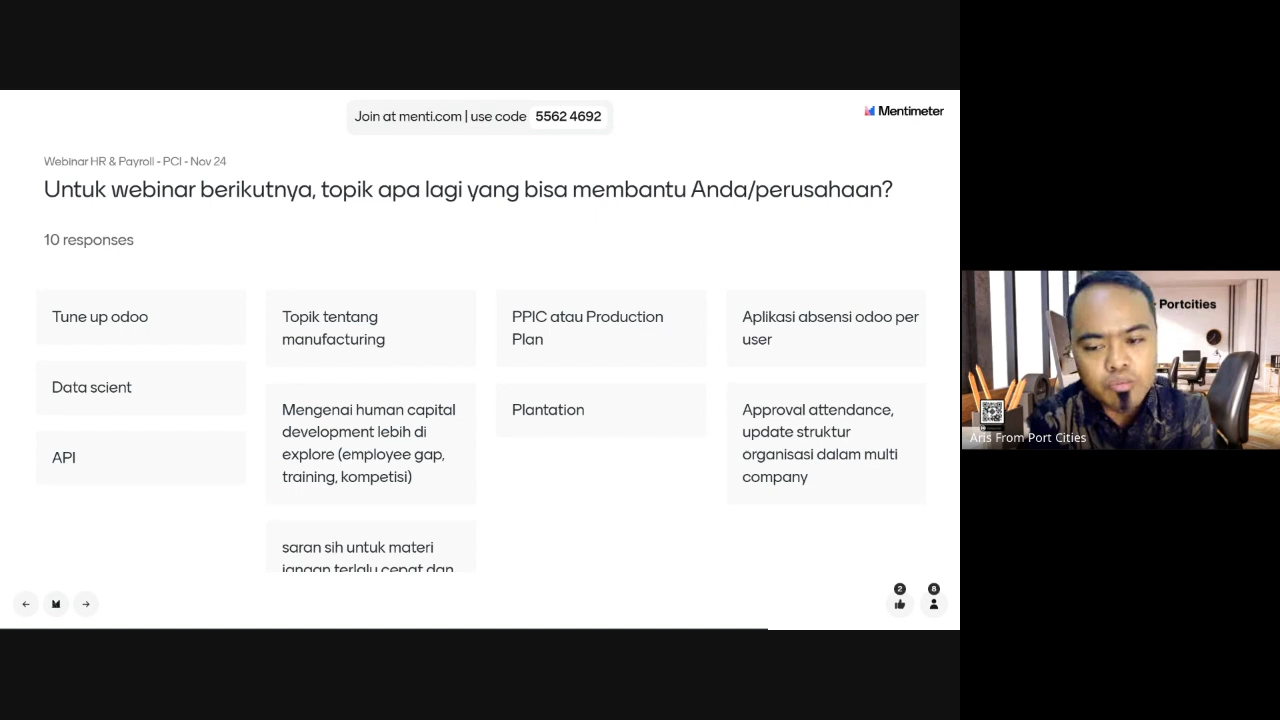 Join at menti.com | use code 5562 4692
Mentimeter
Webinar HR & Payroll - PCI - Nov 24
Untuk webinar berikutnya, topik apa lagi yang bisa membantu Anda/perusahaan?
10 responses
Tune up odoo
Data scient
API
Topik tentang
manufacturing
Mengenai human capital
development lebih di
explore (employee gap,
training, kompetisi)
saran sih untuk materi
jangan terlalu cepat dan
PPIC atau Production
Plan
Plantation
Aplikasi absensi odoo per
user
Approval attendance,
update struktur
organisasi dalam multi
company
2
8
Portcities
Aris From Port Cities